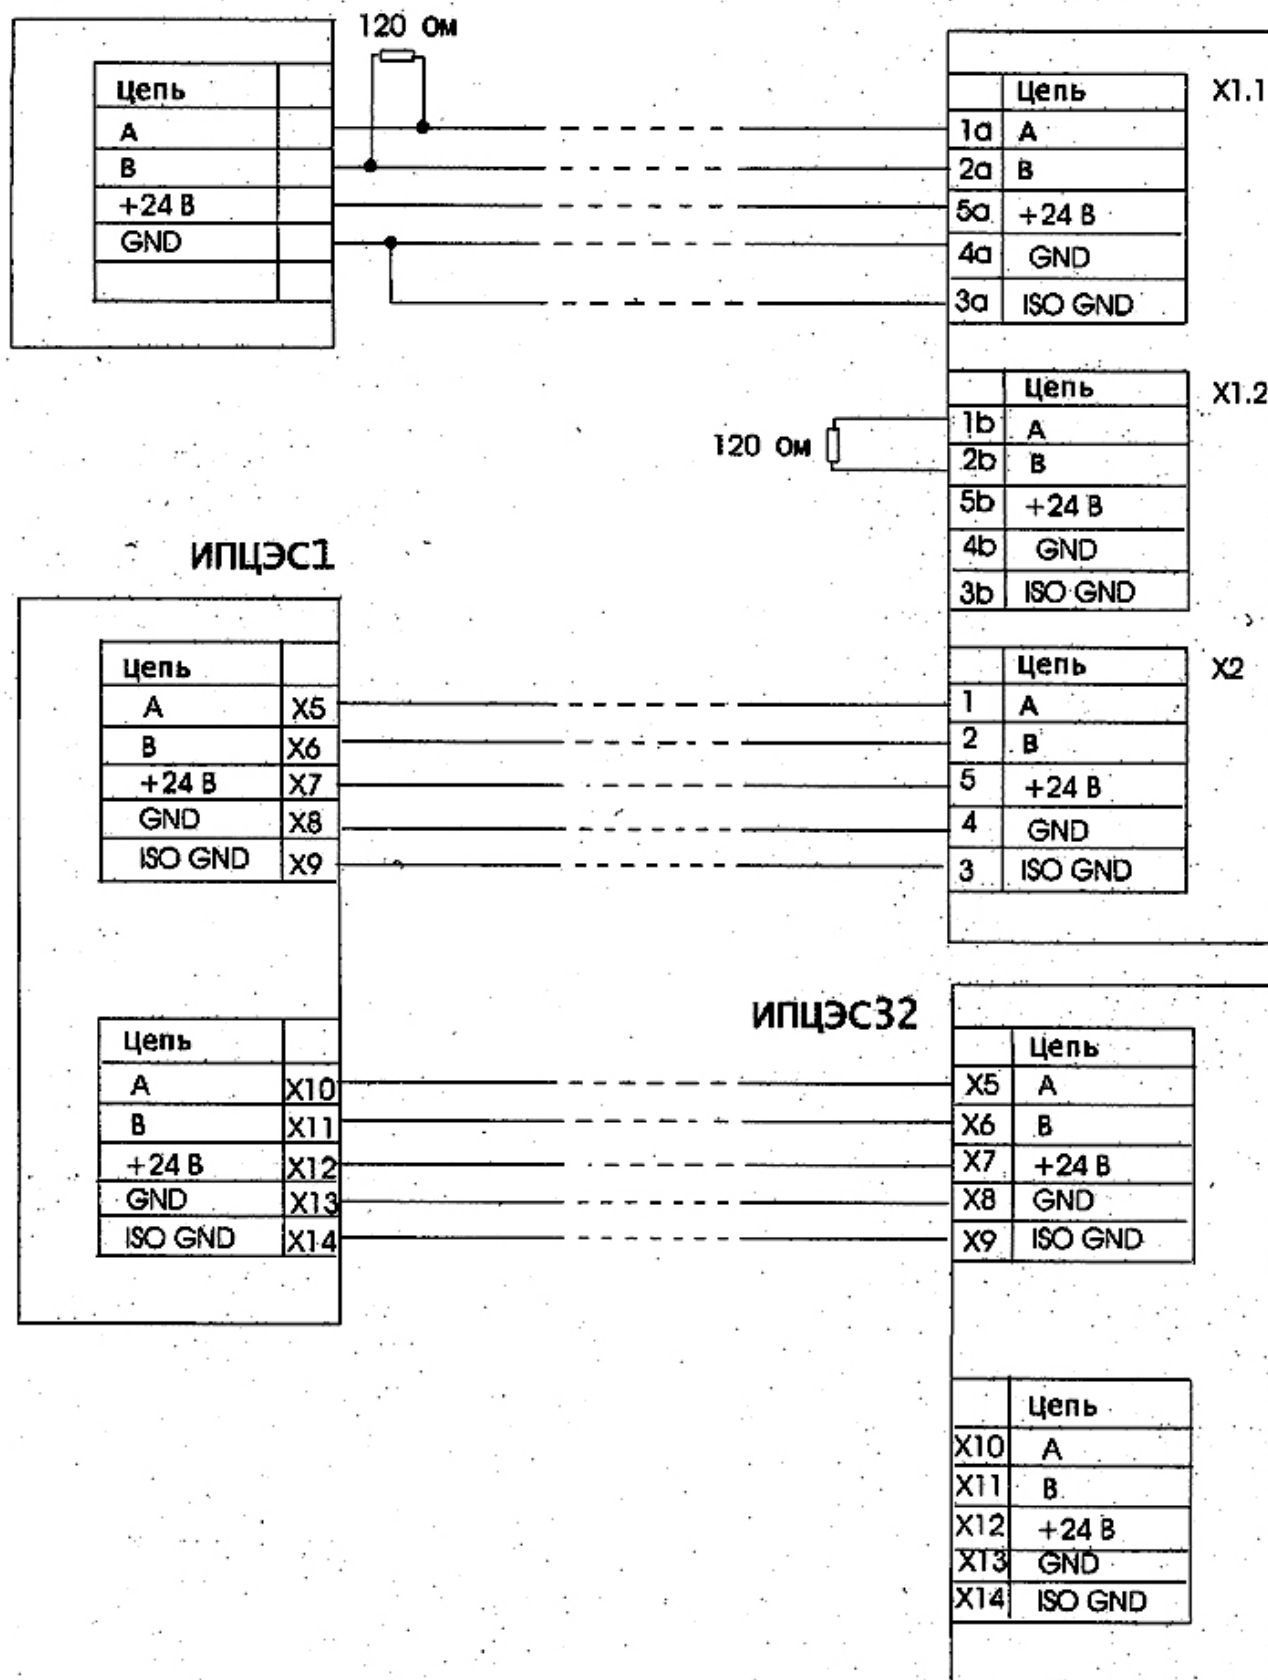 120 Ом
Цепь
A
B
+24 В
GND
Цепь X1.1
1a A
2a B
5a +24 В
4a GND
3a ISO GND
Цепь X1.2
1b A
2b B
5b +24 В
4b GND
3b ISO GND
120 Ом
ИПЦЭС1
Цепь
A X5
B X6
+24 В X7
GND X8
ISO GND X9
Цепь X2
1 A
2 B
5 +24 В
4 GND
3 ISO GND
Цепь
A X10
B X11
+24 В X12
GND X13
ISO GND X14
ИПЦЭС32
Цепь
X5 A
X6 B
X7 +24 В
X8 GND
X9 ISO GND
Цепь
X10 A
X11 B
X12 +24 В
X13 GND
X14 ISO GND